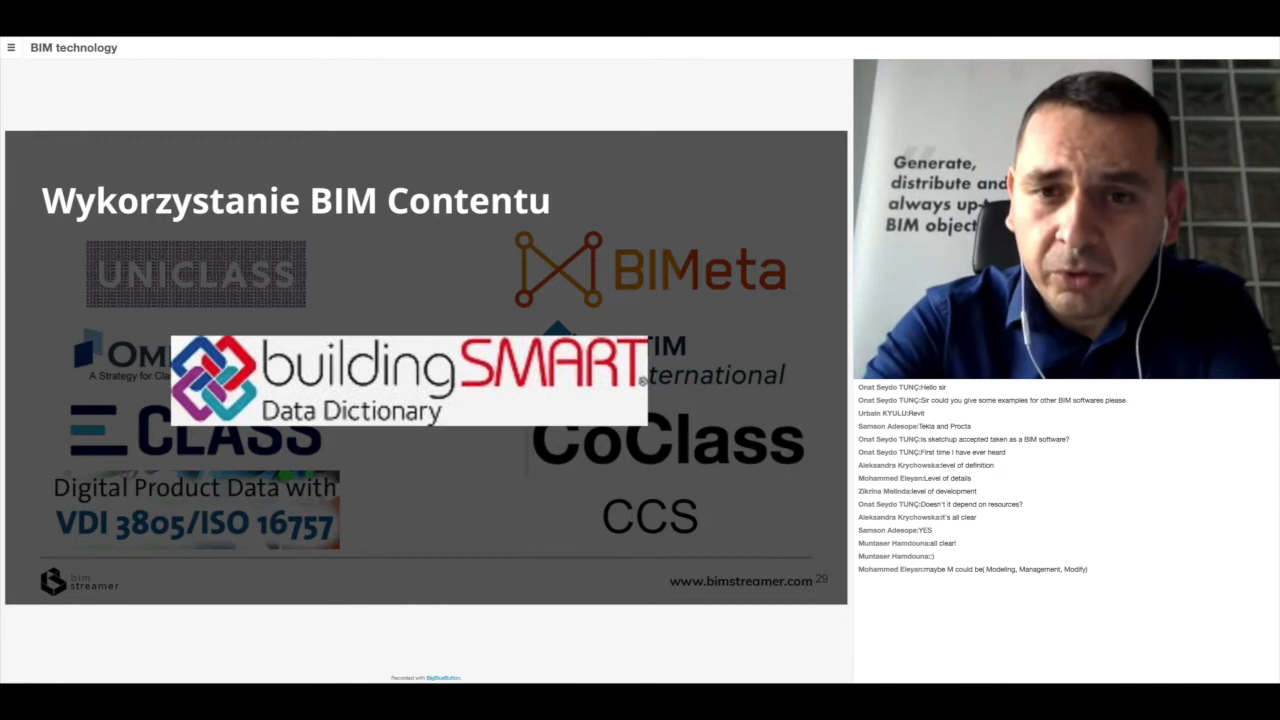 ☰ BIM technology
Wykorzystanie BIM Contentu
UNICLASS
BIMeta
A Strategy for Cla
buildingSMART®
Data Dictionary
ECLASS
CoClass
Digital Product Data with
VDI 3805/ISO 16757
CCS
bim
streamer
www.bimstreamer.com 29
Recorded with BigBlueButton.
Generate,
distribute and
always up
BIM object
Onat Seydo TUNÇ:Hello sir
Onat Seydo TUNÇ:Sir could you give some examples for other BIM softwares please
Urbain KYULU:Revit
Samson Adesope:Tekla and Procta
Onat Seydo TUNÇ:Is sketchup accepted taken as a BIM software?
Onat Seydo TUNÇ:First time I have ever heard
Aleksandra Krychowska:level of definition
Mohammed Eleyan:Level of details
Zikrina Melinda:level of development
Onat Seydo TUNÇ:Doesn't it depend on resources?
Aleksandra Krychowska:it's all clear
Samson Adesope:YES
Muntaser Hamdouna:all clear!
Muntaser Hamdouna::)
Mohammed Eleyan:maybe M could be( Modeling, Management, Modify)